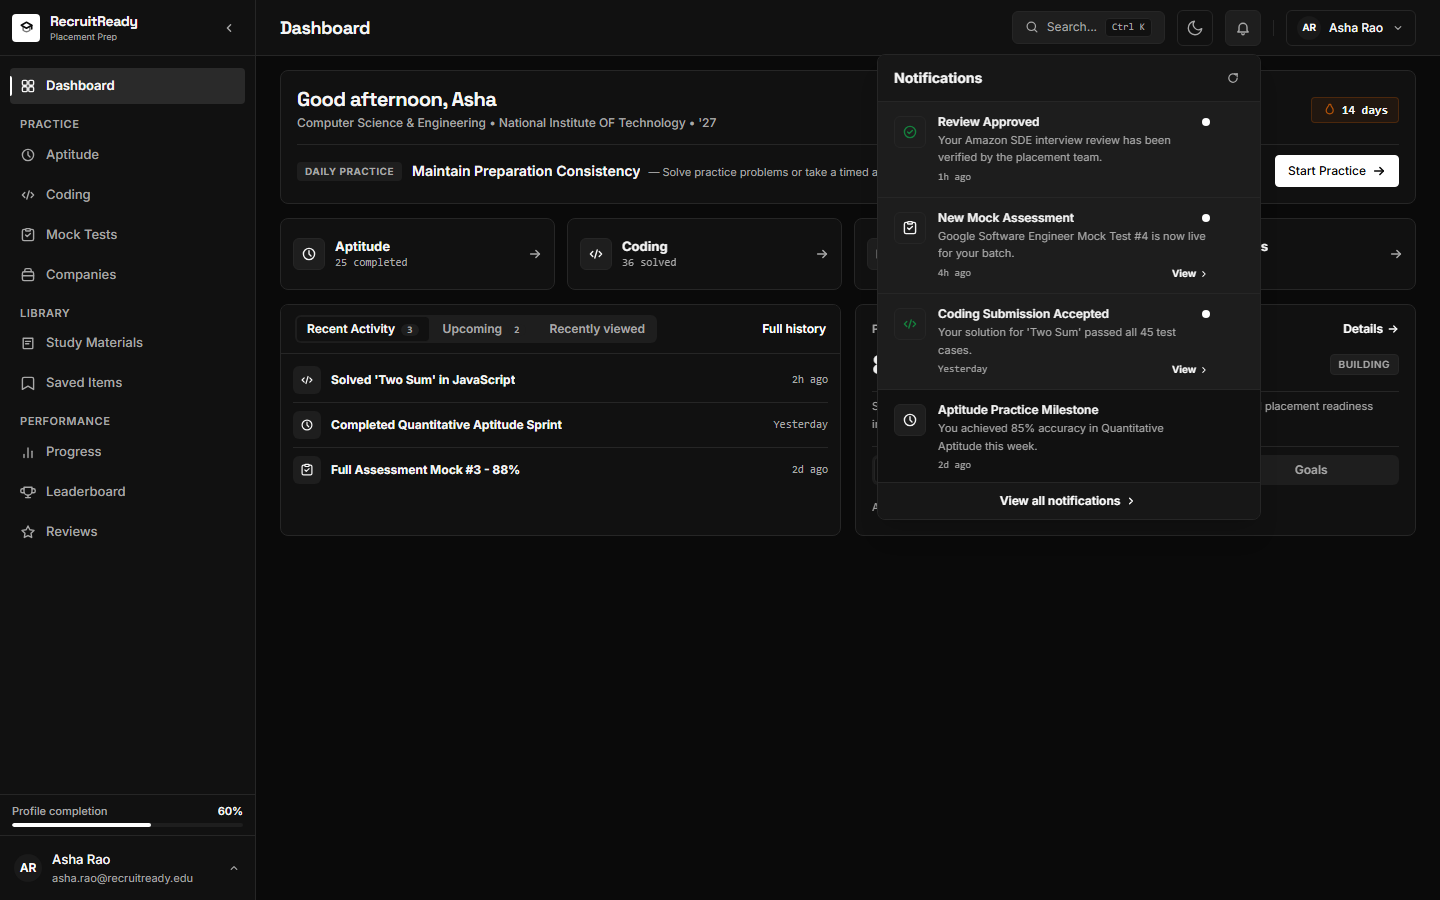 RecruitReady
Placement Prep
Dashboard
PRACTICE
Aptitude
Coding
Mock Tests
Companies
LIBRARY
Study Materials
Saved Items
PERFORMANCE
Progress
Leaderboard
Reviews
Profile completion 60%
AR Asha Rao
asha.rao@recruitready.edu
Dashboard
Search... Ctrl K
AR Asha Rao
Good afternoon, Asha
Computer Science & Engineering • National Institute OF Technology • '27
14 days
DAILY PRACTICE Maintain Preparation Consistency — Solve practice problems or take a timed a
Start Practice →
Aptitude
25 completed
Coding
36 solved
Recent Activity 3 Upcoming 2 Recently viewed Full history
Solved 'Two Sum' in JavaScript 2h ago
Completed Quantitative Aptitude Sprint Yesterday
Full Assessment Mock #3 - 88% 2d ago
Details →
BUILDING
placement readiness
Goals
Notifications
Review Approved
Your Amazon SDE interview review has been
verified by the placement team.
1h ago
New Mock Assessment
Google Software Engineer Mock Test #4 is now live
for your batch.
4h ago View ›
Coding Submission Accepted
Your solution for 'Two Sum' passed all 45 test
cases.
Yesterday View ›
Aptitude Practice Milestone
You achieved 85% accuracy in Quantitative
Aptitude this week.
2d ago
View all notifications ›